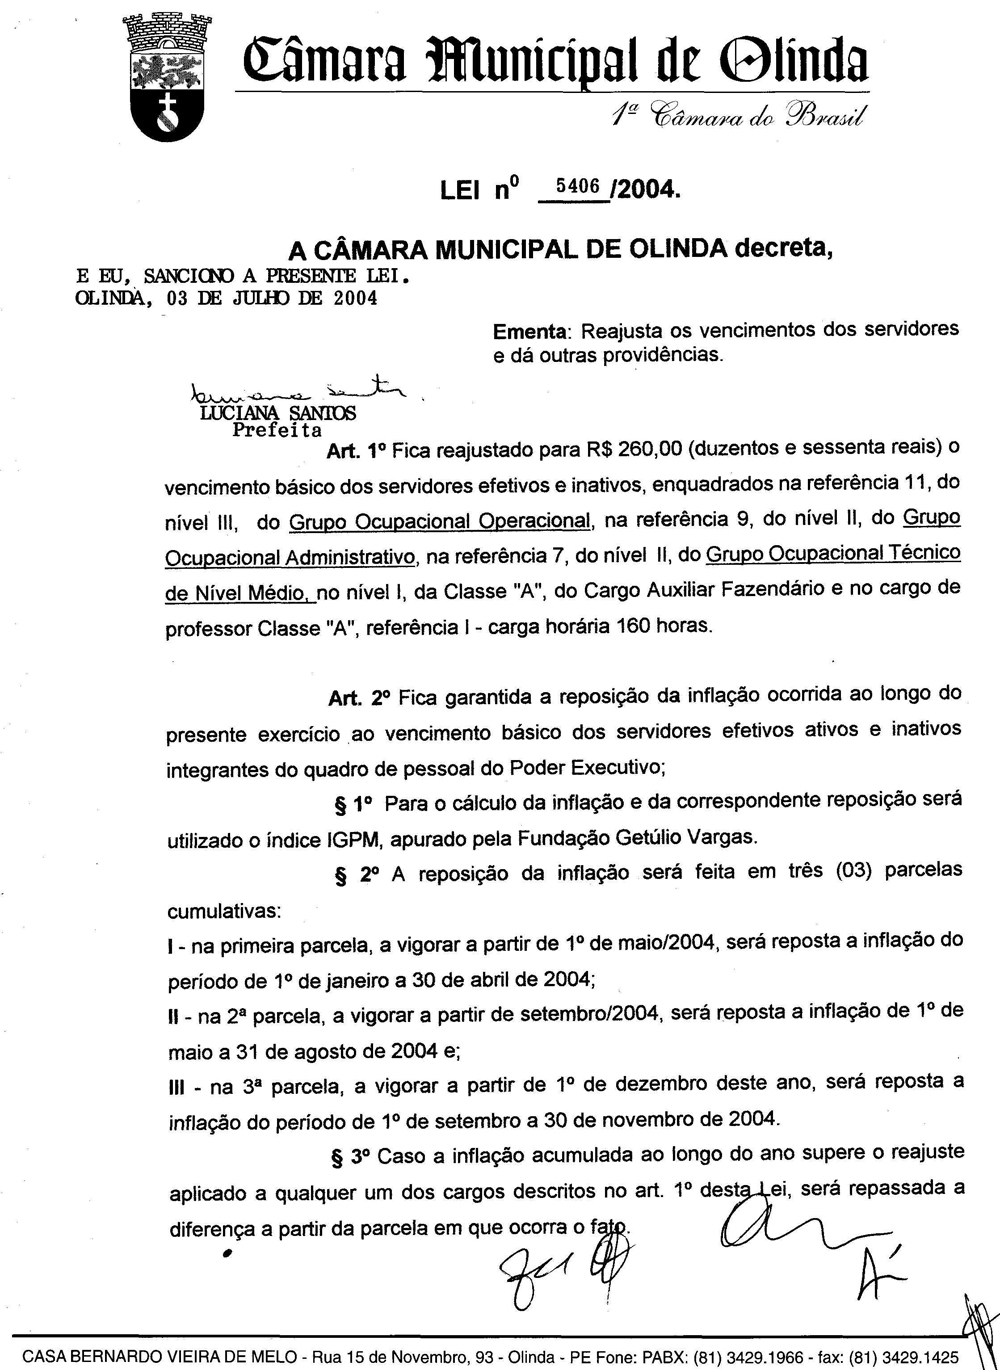 Câmara Municipal de Olinda
1ª Câmara do Brasil
LEI nº 5406 /2004.
A CÂMARA MUNICIPAL DE OLINDA decreta,
E EU, SANCIONO A PRESENTE LEI.
OLINDA, 03 DE JULHO DE 2004
Ementa: Reajusta os vencimentos dos servidores
e dá outras providências.
LUCIANA SANTOS
Prefeita
Art. 1º Fica reajustado para R$ 260,00 (duzentos e sessenta reais) o
vencimento básico dos servidores efetivos e inativos, enquadrados na referência 11, do
nível III, do Grupo Ocupacional Operacional, na referência 9, do nível II, do Grupo
Ocupacional Administrativo, na referência 7, do nível II, do Grupo Ocupacional Técnico
de Nível Médio, no nível I, da Classe "A", do Cargo Auxiliar Fazendário e no cargo de
professor Classe "A", referência I - carga horária 160 horas.
Art. 2º Fica garantida a reposição da inflação ocorrida ao longo do
presente exercício ao vencimento básico dos servidores efetivos ativos e inativos
integrantes do quadro de pessoal do Poder Executivo;
§ 1º Para o cálculo da inflação e da correspondente reposição será
utilizado o índice IGPM, apurado pela Fundação Getúlio Vargas.
§ 2º A reposição da inflação será feita em três (03) parcelas
cumulativas:
I - na primeira parcela, a vigorar a partir de 1º de maio/2004, será reposta a inflação do
período de 1º de janeiro a 30 de abril de 2004;
II - na 2ª parcela, a vigorar a partir de setembro/2004, será reposta a inflação de 1º de
maio a 31 de agosto de 2004 e;
III - na 3ª parcela, a vigorar a partir de 1º de dezembro deste ano, será reposta a
inflação do período de 1º de setembro a 30 de novembro de 2004.
§ 3º Caso a inflação acumulada ao longo do ano supere o reajuste
aplicado a qualquer um dos cargos descritos no art. 1º desta Lei, será repassada a
diferença a partir da parcela em que ocorra o fato.
CASA BERNARDO VIEIRA DE MELO - Rua 15 de Novembro, 93 - Olinda - PE Fone: PABX: (81) 3429.1966 - fax: (81) 3429.1425